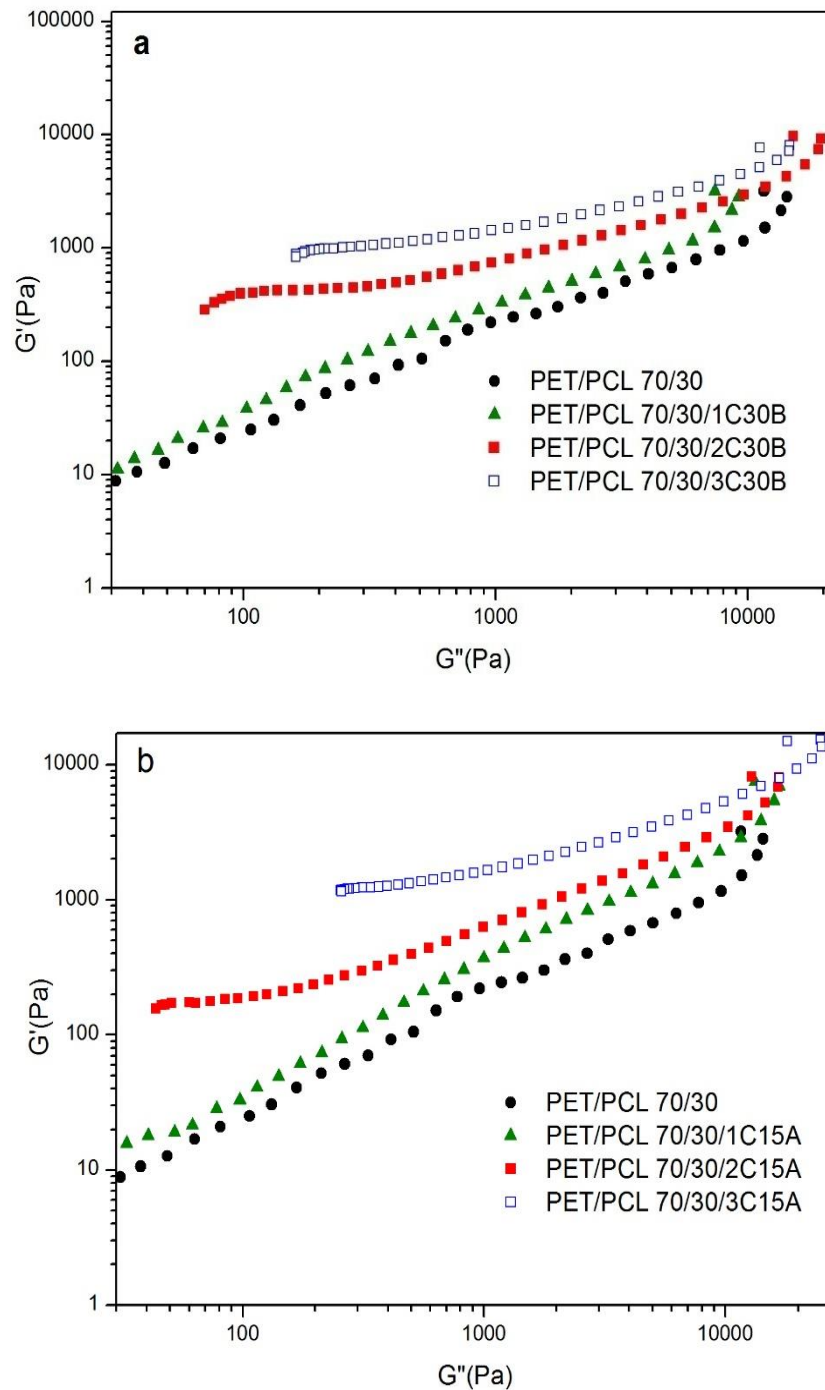 a
100000
10000
1000
100
10
1
G'(Pa)
PET/PCL 70/30
PET/PCL 70/30/1C30B
PET/PCL 70/30/2C30B
PET/PCL 70/30/3C30B
100 1000 10000
G"(Pa)
b
10000
1000
100
10
1
G'(Pa)
PET/PCL 70/30
PET/PCL 70/30/1C15A
PET/PCL 70/30/2C15A
PET/PCL 70/30/3C15A
100 1000 10000
G"(Pa)